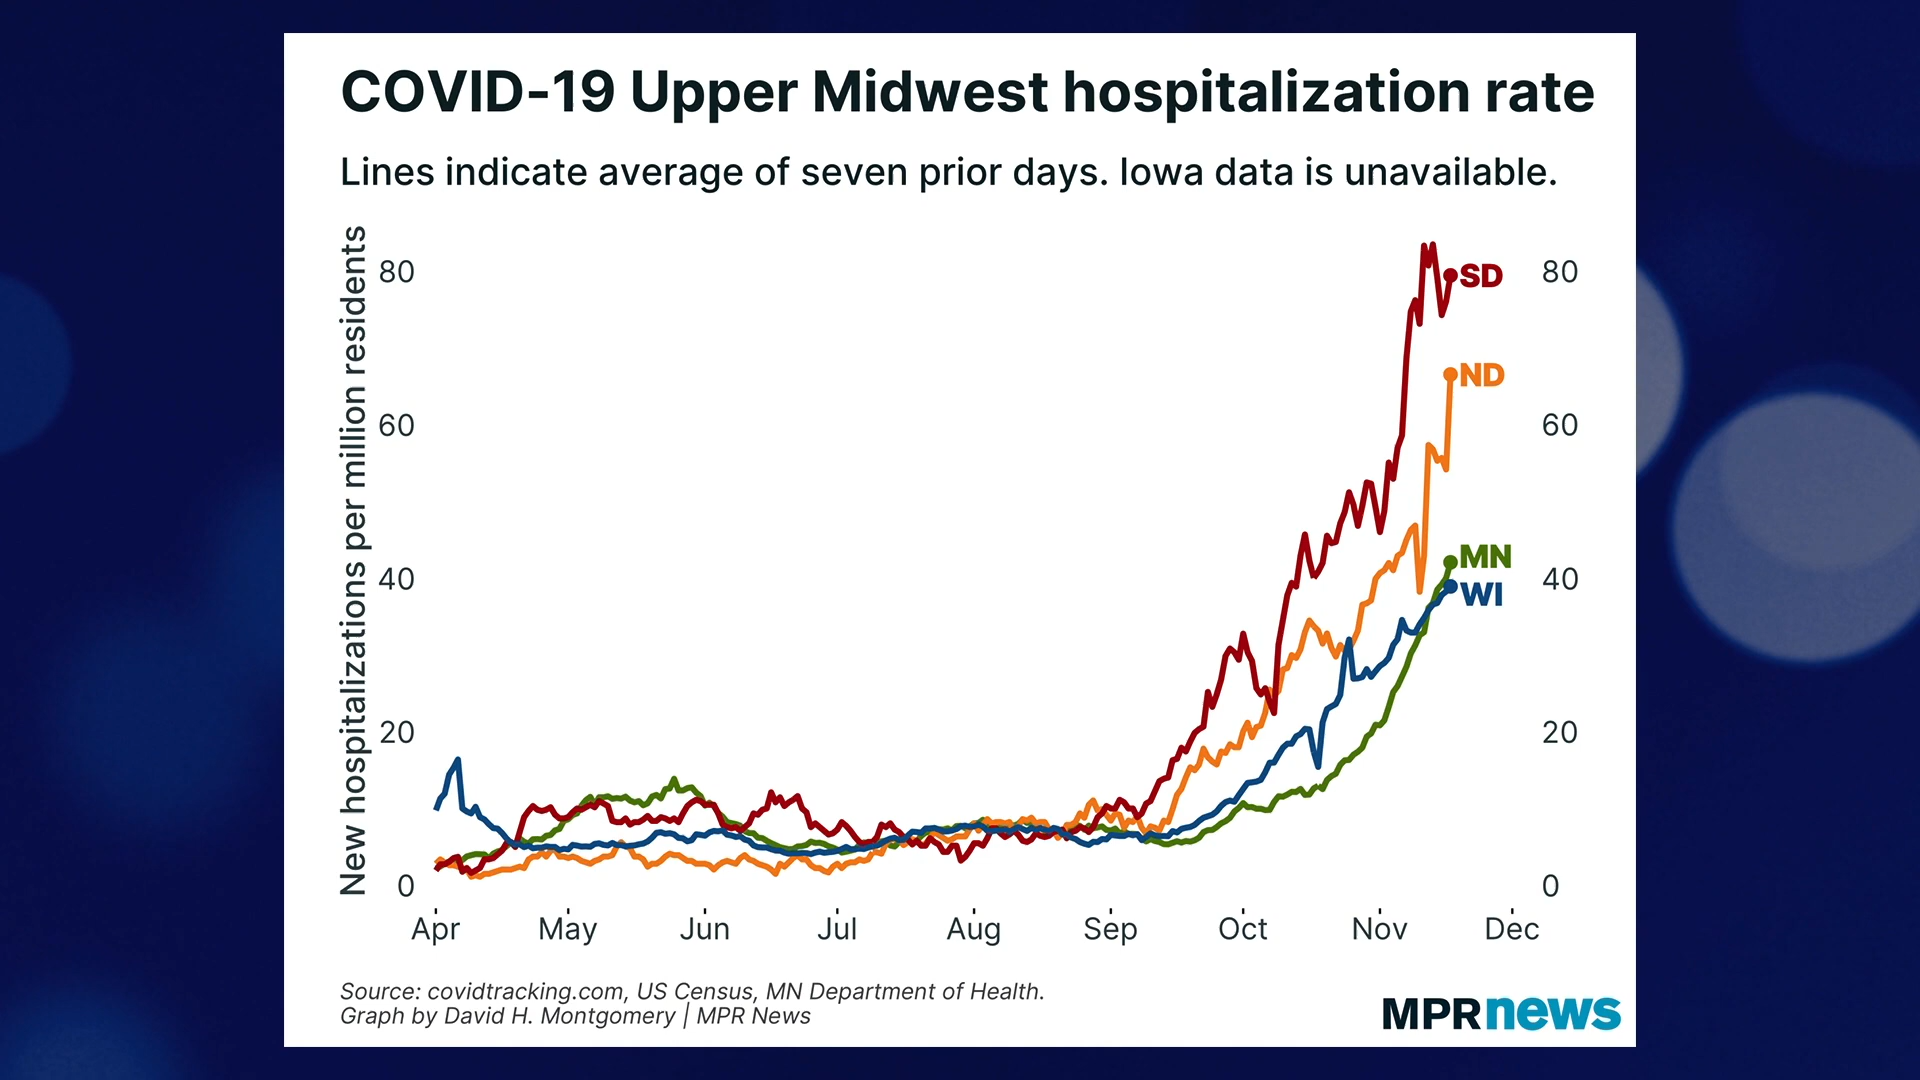 COVID-19 Upper Midwest hospitalization rate
Lines indicate average of seven prior days. Iowa data is unavailable.
New hospitalizations per million residents
80
60
40
20
0
SD
ND
MN
WI
80
60
40
20
0
Apr May Jun Jul Aug Sep Oct Nov Dec
Source: covidtracking.com, US Census, MN Department of Health.
Graph by David H. Montgomery | MPR News
MPRnews